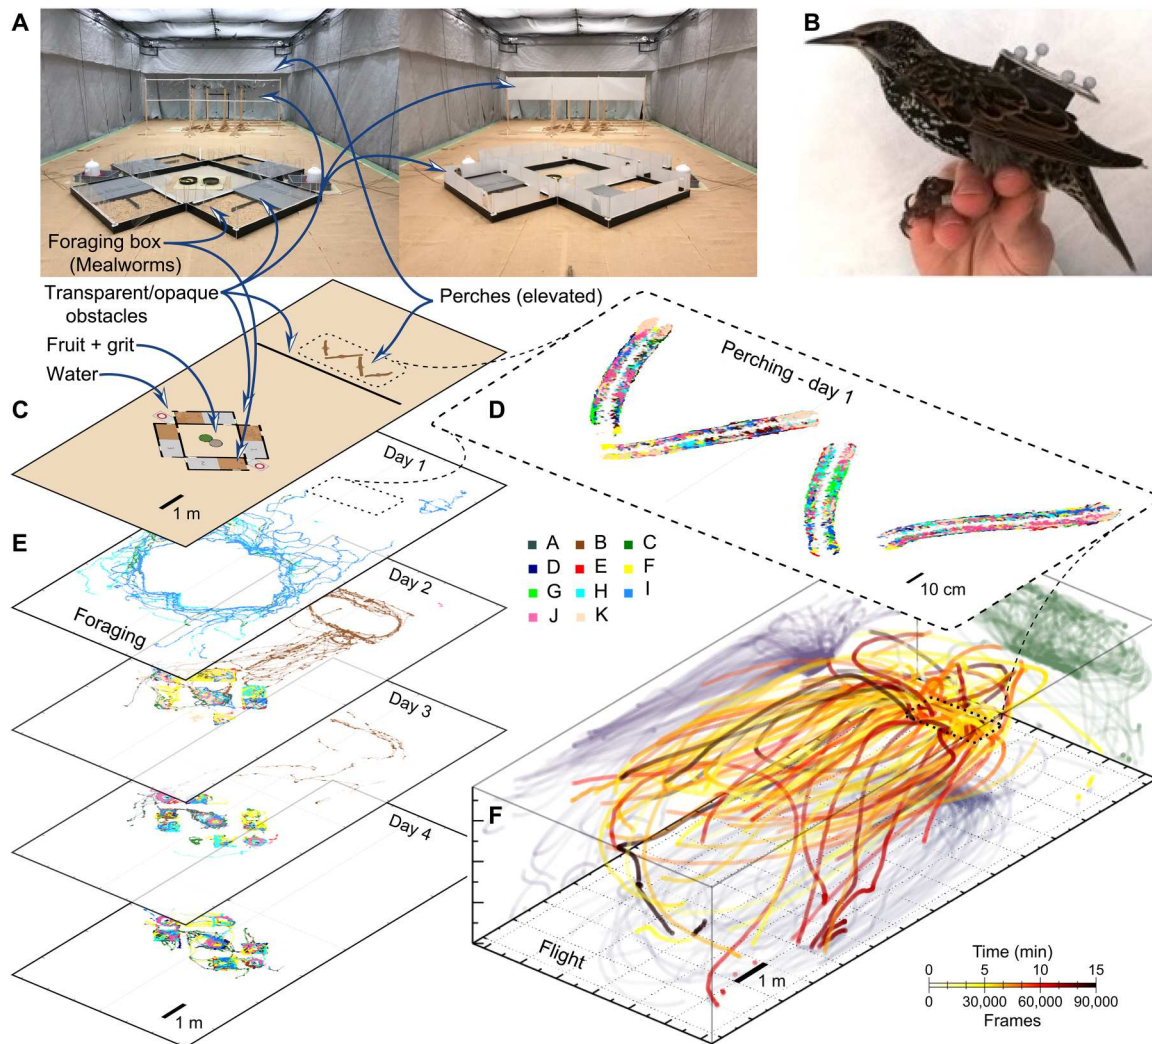 A
B
Foraging box
(Mealworms)
Transparent/opaque
obstacles
Fruit + grit
Water
Perches (elevated)
C
1 m
D
Perching - day 1
10 cm
E
Day 1
Foraging
Day 2
Day 3
Day 4
1 m
A B C
D E F
G H I
J K
F
Flight
1 m
Time (min)
0 5 10 15
0 30,000 60,000 90,000
Frames